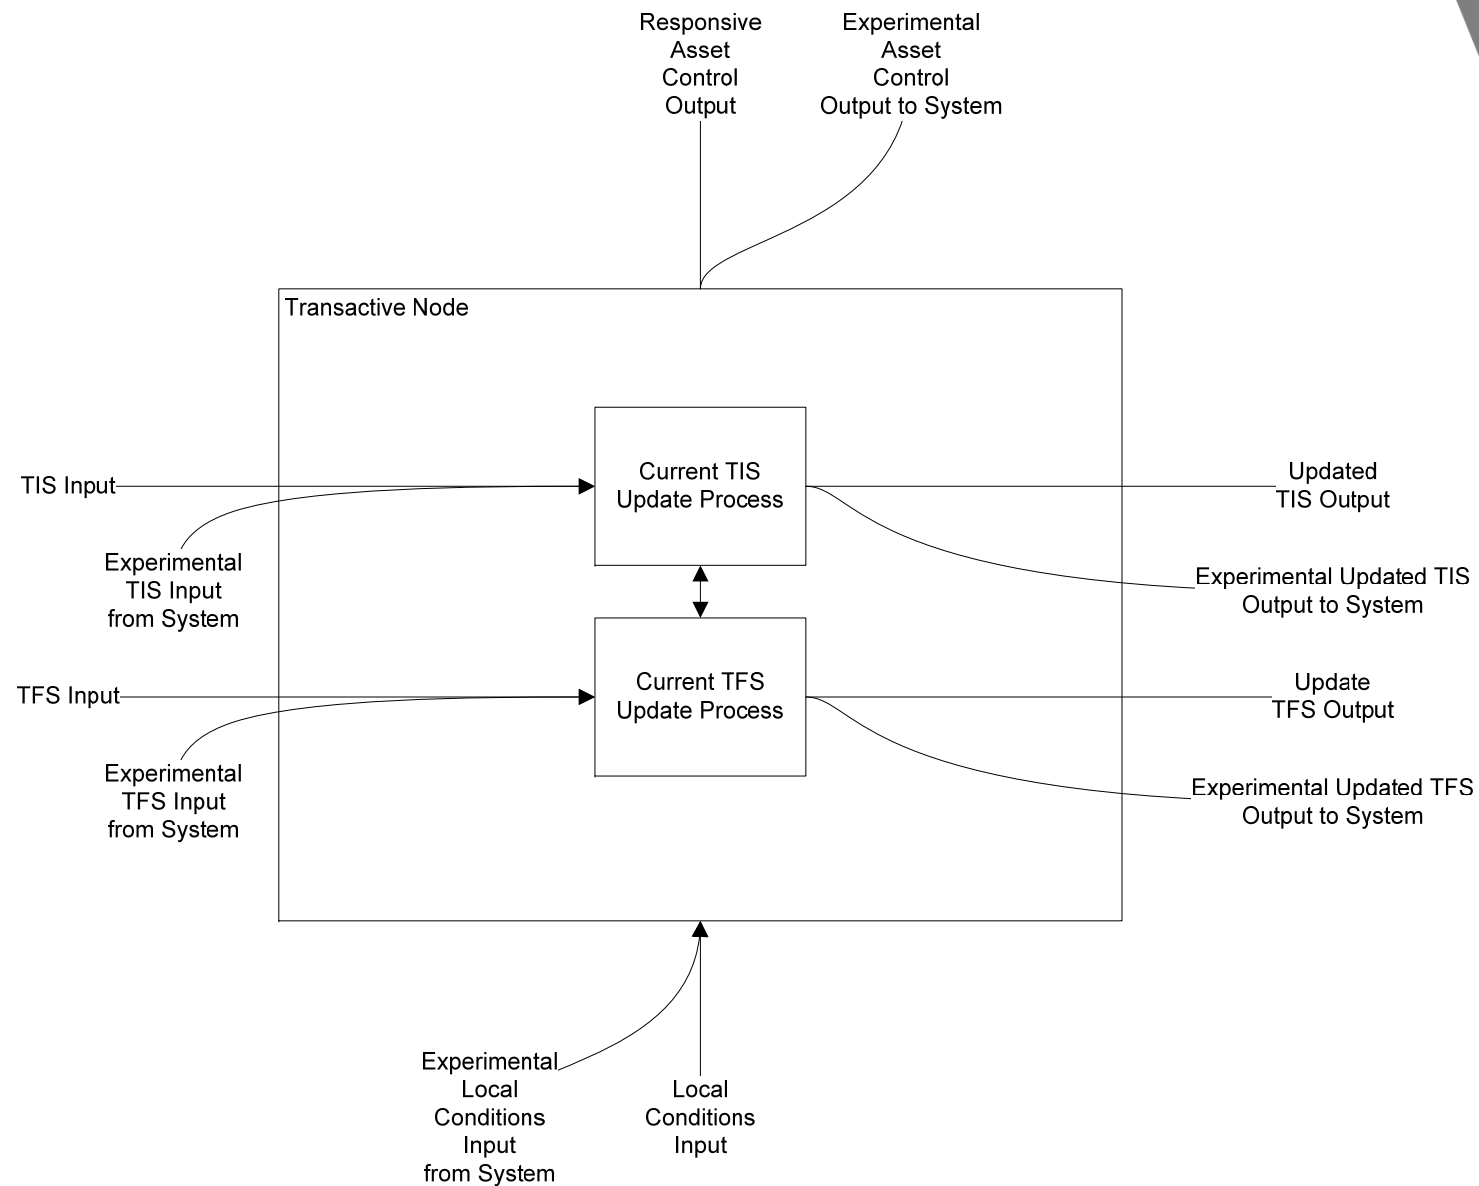 Responsive
Asset
Control
Output
Experimental
Asset
Control
Output to System
Transactive Node
TIS Input
Current TIS
Update Process
Updated
TIS Output
Experimental
TIS Input
from System
Experimental Updated TIS
Output to System
TFS Input
Current TFS
Update Process
Update
TFS Output
Experimental
TFS Input
from System
Experimental Updated TFS
Output to System
Experimental
Local
Conditions
Input
from System
Local
Conditions
Input